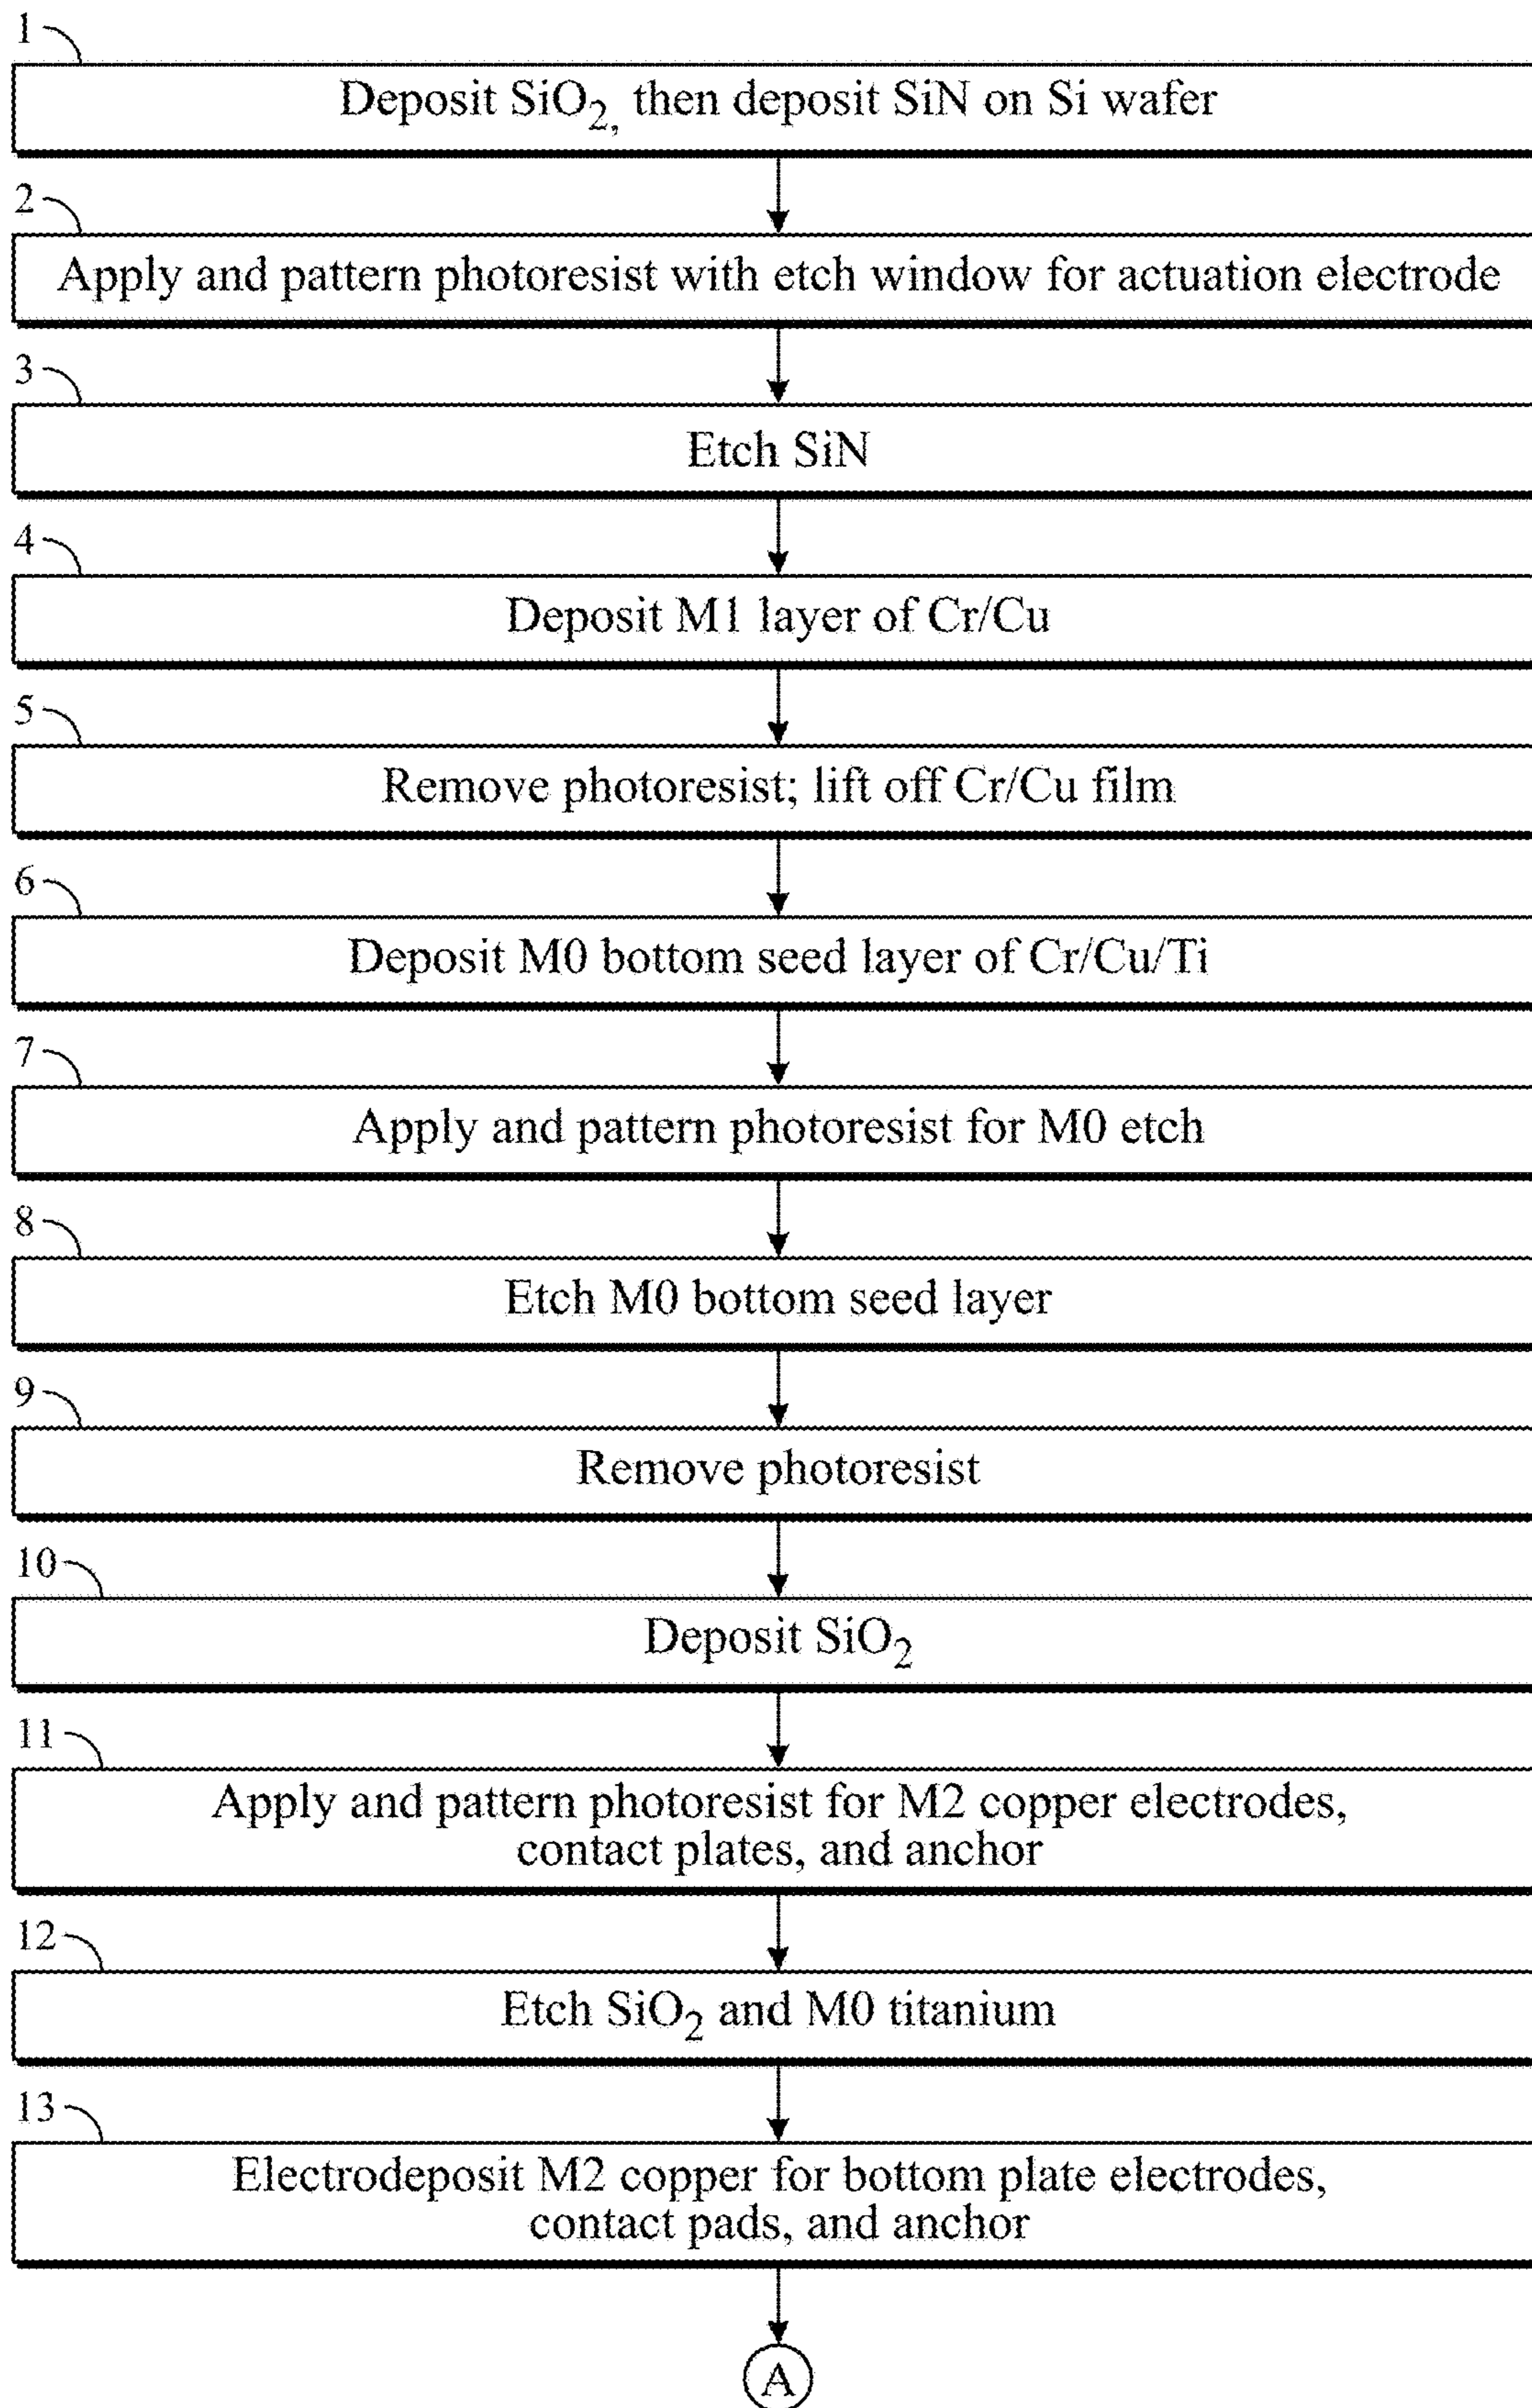 1
Deposit SiO2, then deposit SiN on Si wafer
2
Apply and pattern photoresist with etch window for actuation electrode
3
Etch SiN
4
Deposit M1 layer of Cr/Cu
5
Remove photoresist; lift off Cr/Cu film
6
Deposit M0 bottom seed layer of Cr/Cu/Ti
7
Apply and pattern photoresist for M0 etch
8
Etch M0 bottom seed layer
9
Remove photoresist
10
Deposit SiO2
11
Apply and pattern photoresist for M2 copper electrodes,
contact plates, and anchor
12
Etch SiO2 and M0 titanium
13
Electrodeposit M2 copper for bottom plate electrodes,
contact pads, and anchor
A